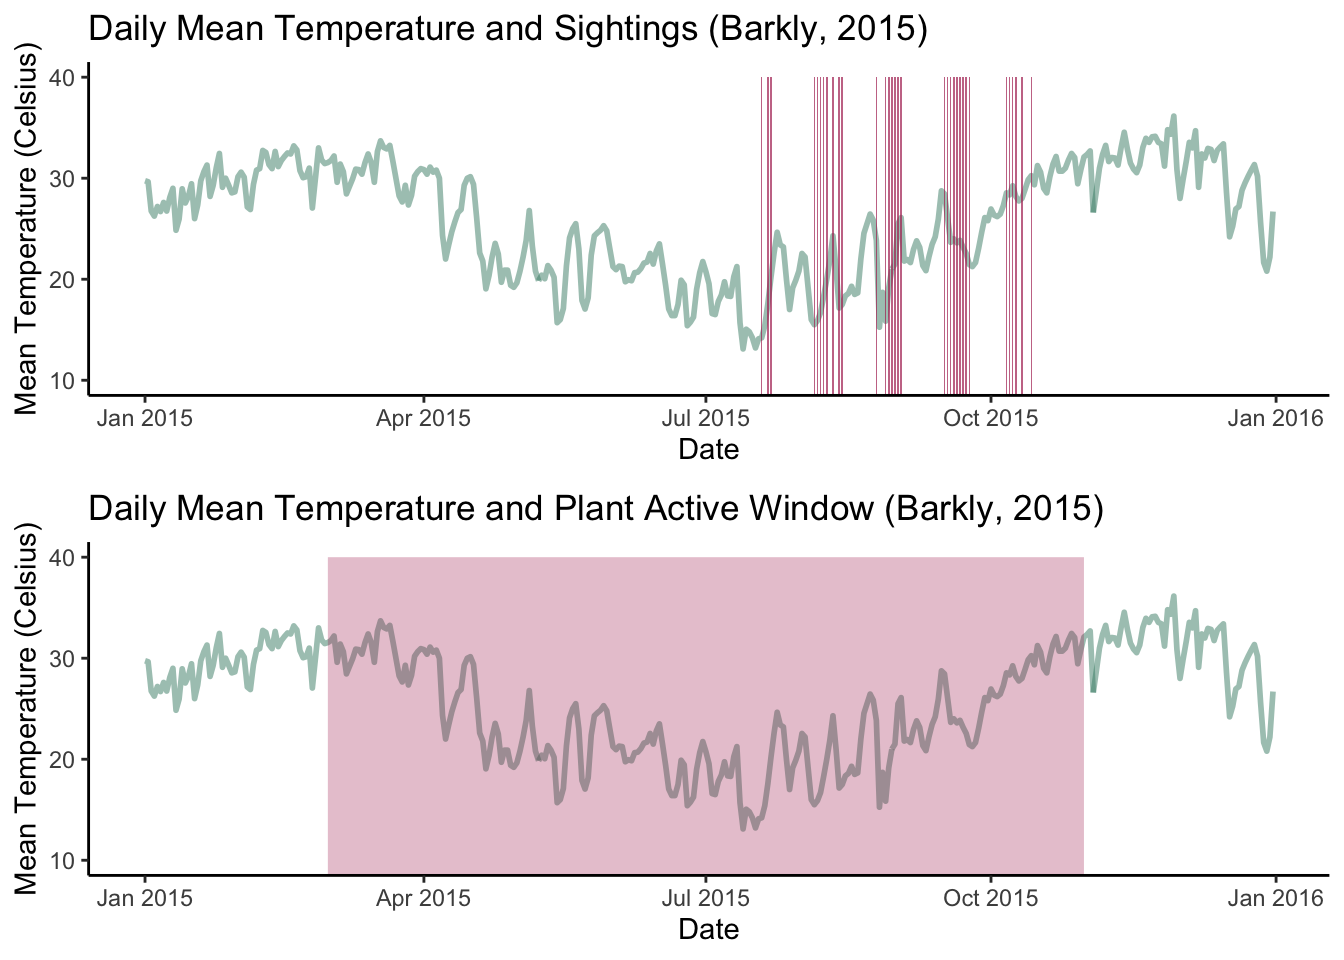 Daily Mean Temperature and Sightings (Barkly, 2015)
Mean Temperature (Celsius)
40
30
20
10
Jan 2015 Apr 2015 Jul 2015 Oct 2015 Jan 2016
Date
Daily Mean Temperature and Plant Active Window (Barkly, 2015)
Mean Temperature (Celsius)
40
30
20
10
Jan 2015 Apr 2015 Jul 2015 Oct 2015 Jan 2016
Date